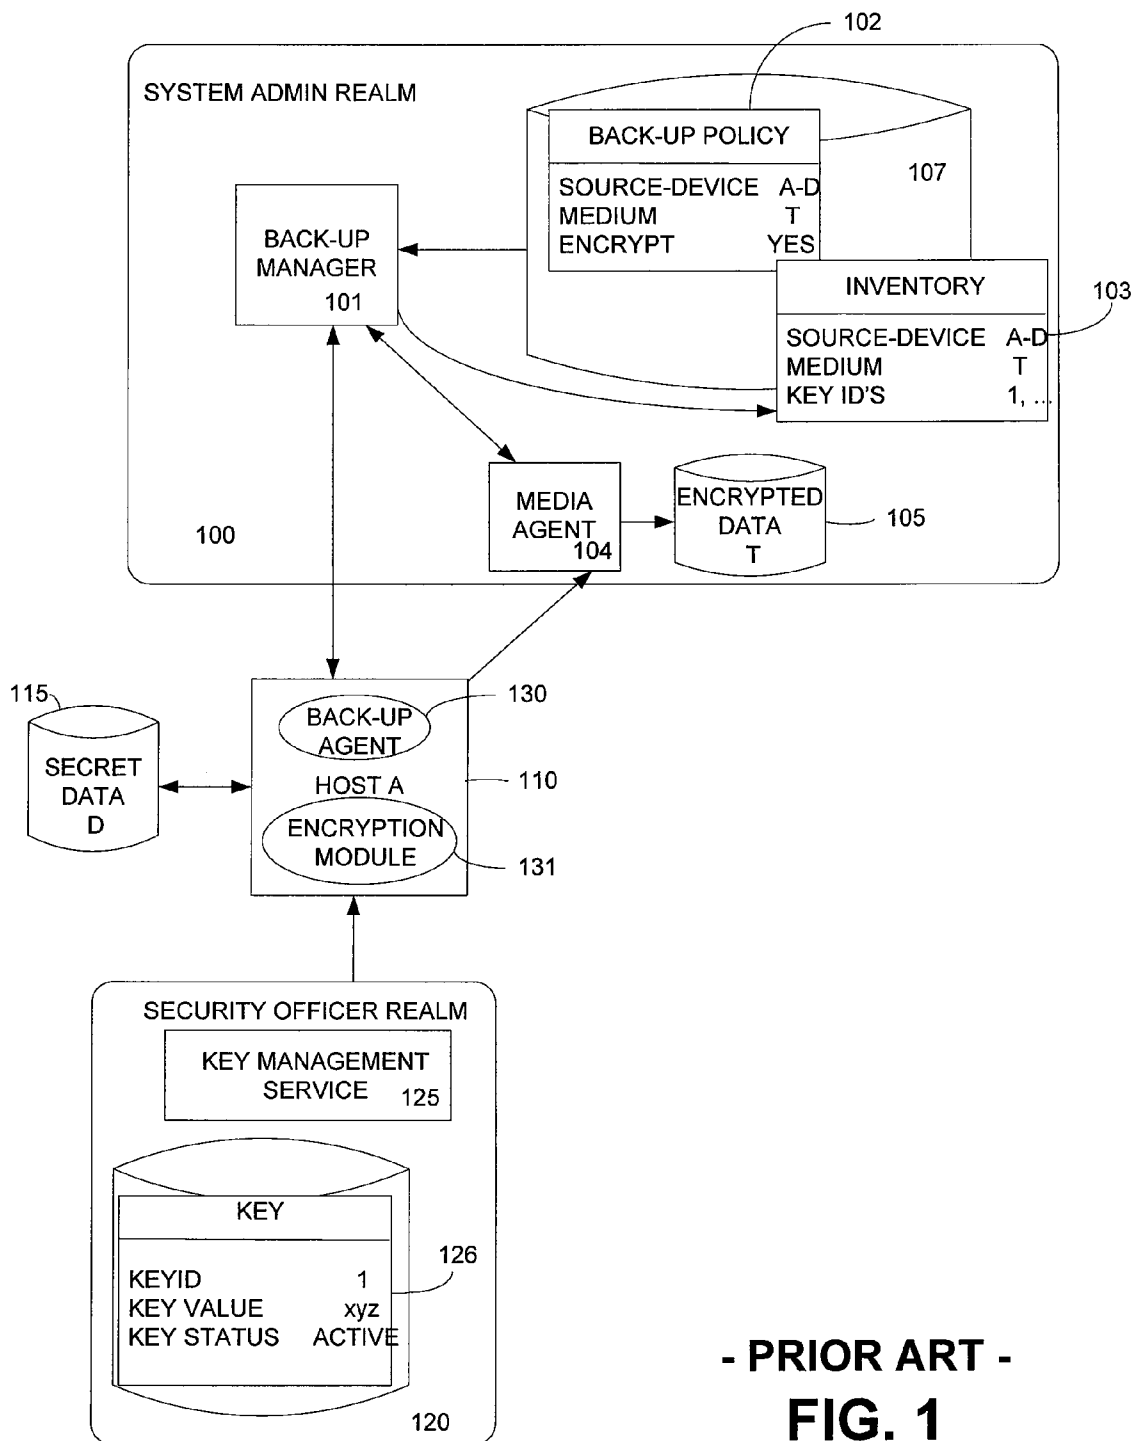 102
SYSTEM ADMIN REALM
BACK-UP POLICY
107
SOURCE-DEVICE A-D
MEDIUM T
ENCRYPT YES
BACK-UP
MANAGER
101
INVENTORY
103
SOURCE-DEVICE A-D
MEDIUM T
KEY ID'S 1, ...
MEDIA
AGENT
104
ENCRYPTED
DATA
T
105
100
115
SECRET
DATA
D
130
BACK-UP
AGENT
HOST A
110
ENCRYPTION
MODULE
131
SECURITY OFFICER REALM
KEY MANAGEMENT
SERVICE
125
KEY
126
KEYID 1
KEY VALUE xyz
KEY STATUS ACTIVE
120
- PRIOR ART -
FIG. 1